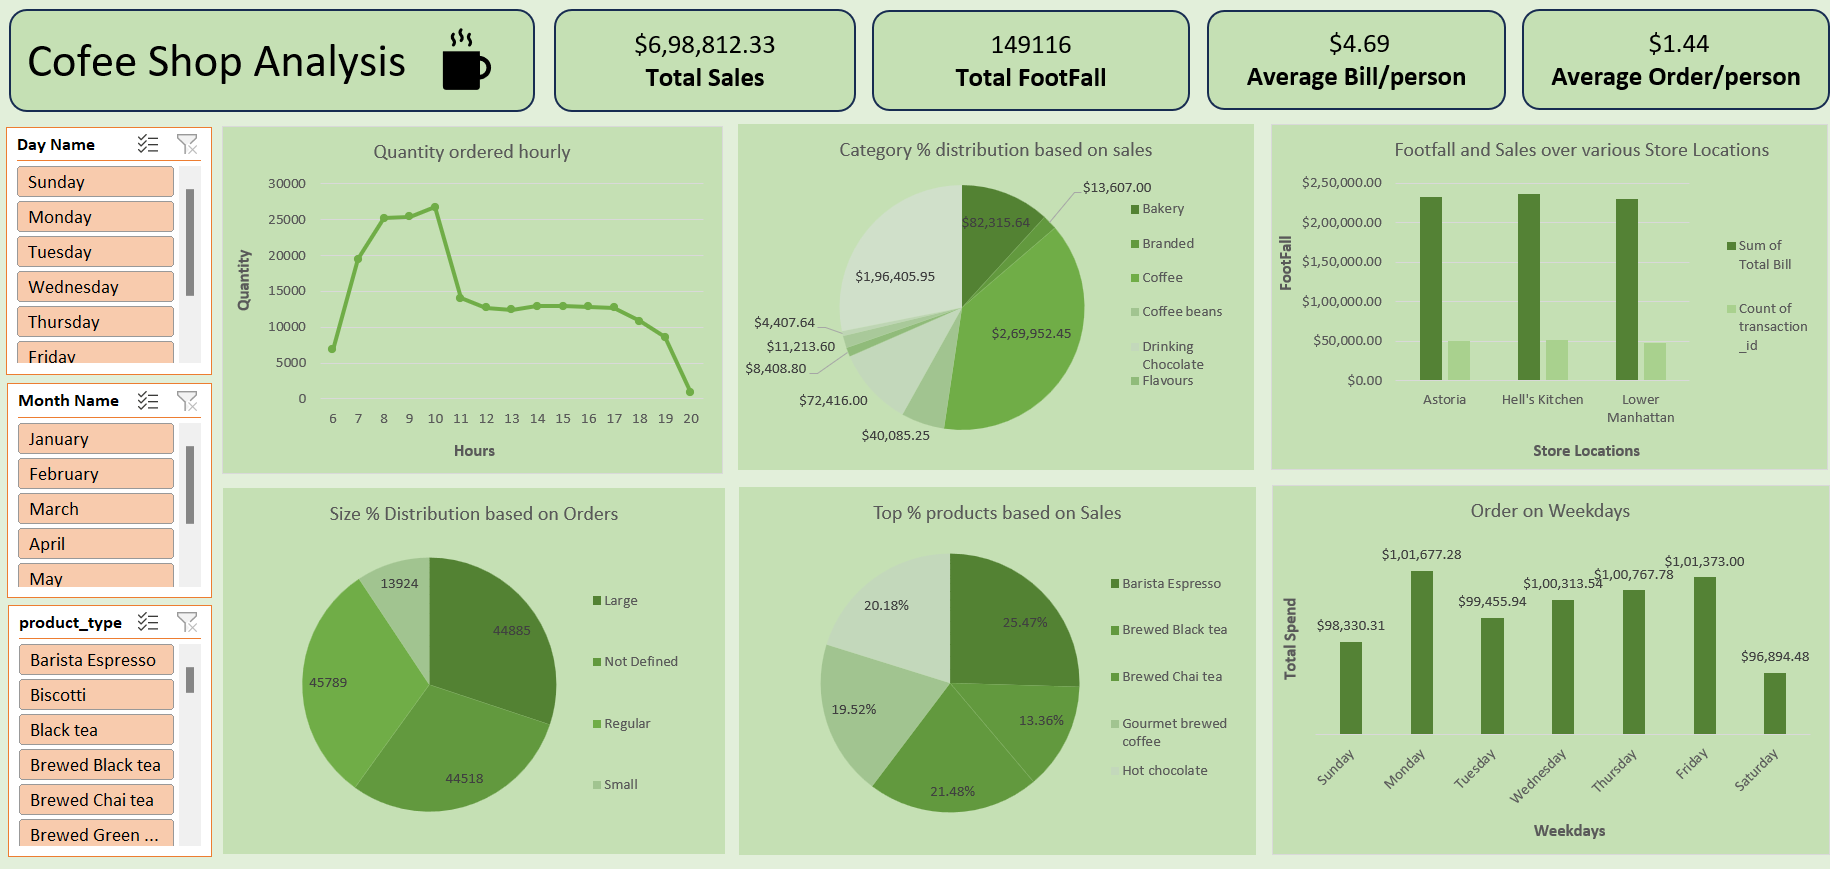 Cofee Shop Analysis
$6,98,812.33
Total Sales
149116
Total FootFall
$4.69
Average Bill/person
$1.44
Average Order/person
Day Name
Sunday
Monday
Tuesday
Wednesday
Thursday
Friday
Month Name
January
February
March
April
May
product_type
Barista Espresso
Biscotti
Black tea
Brewed Black tea
Brewed Chai tea
Brewed Green ...
Quantity ordered hourly
Quantity
30000
25000
20000
15000
10000
5000
0
6 7 8 9 10 11 12 13 14 15 16 17 18 19 20
Hours
Category % distribution based on sales
$13,607.00
$82,315.64
$1,96,405.95
$2,69,952.45
$4,407.64
$11,213.60
$8,408.80
$72,416.00
$40,085.25
Bakery
Branded
Coffee
Coffee beans
Drinking
Chocolate
Flavours
Footfall and Sales over various Store Locations
FootFall
$2,50,000.00
$2,00,000.00
$1,50,000.00
$1,00,000.00
$50,000.00
$0.00
Astoria
Hell's Kitchen
Lower
Manhattan
Store Locations
Sum of
Total Bill
Count of
transaction
_id
Size % Distribution based on Orders
13924
44885
45789
44518
Large
Not Defined
Regular
Small
Top % products based on Sales
20.18%
25.47%
19.52%
13.36%
21.48%
Barista Espresso
Brewed Black tea
Brewed Chai tea
Gourmet brewed
coffee
Hot chocolate
Order on Weekdays
Total Spend
$98,330.31
$1,01,677.28
$99,455.94
$1,00,313.54
$1,00,767.78
$1,01,373.00
$96,894.48
Sunday
Monday
Tuesday
Wednesday
Thursday
Friday
Saturday
Weekdays